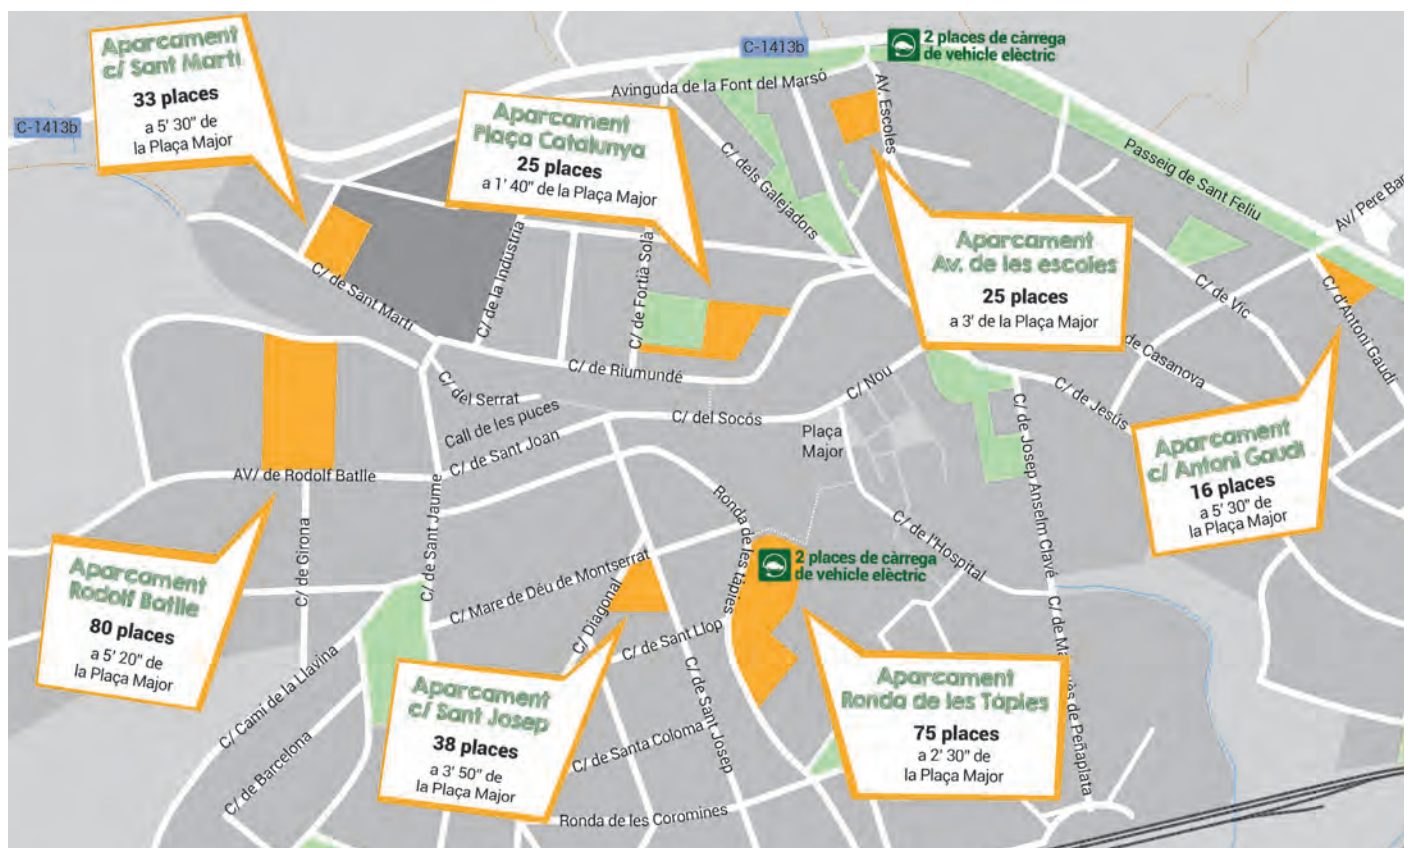 Aparcament
c/ Sant Martí
33 places
a 5' 30" de
la Plaça Major
C-1413b
C-1413b
2 places de càrrega
de vehicle elèctric
Avinguda de la Font del Marsó
AV. Escoles
Aparcament
Plaça Catalunya
25 places
a 1' 40" de la Plaça Major
C/ dels Galejadors
Passeig de Sant Feliu
Av/ Pere Bar
Aparcament
Av. de les escoles
25 places
a 3' de la Plaça Major
C/ de Sant Martí
C/ de la Industria
C/ de Fortià Solà
C/ de Vic
C/ d'Antoni Gaudí
de Casanova
C/ de Riumundé
C/ Nou
C/ de Jesús
C/ del Serrat
Call de les puces
C/ de Sant Joan
C/ del Socós
Plaça
Major
C/ de Josep Anselm Clavé
Aparcament
c/ Antoni Gaudí
16 places
a 5' 30" de
la Plaça Major
AV/ de Rodolf Batlle
C/ de Girona
C/ de Sant Jaume
Ronda de les tàpies
C/ de l'Hospital
2 places de càrrega
de vehicle elèctric
Aparcament
Rodolf Batlle
80 places
a 5' 20" de
la Plaça Major
C/ Mare de Déu de Montserrat
C/ Diagonal
C/ de Sant Llop
C/ de Sant Josep
C/ de Ma
uès de Peñaplata
C/ Camí de la Llavina
C/ de Barcelona
Aparcament
c/ Sant Josep
38 places
a 3' 50" de
la Plaça Major
Aparcament
Ronda de les Tàpies
75 places
a 2' 30" de
la Plaça Major
C/ de Santa Coloma
Ronda de les Coromines